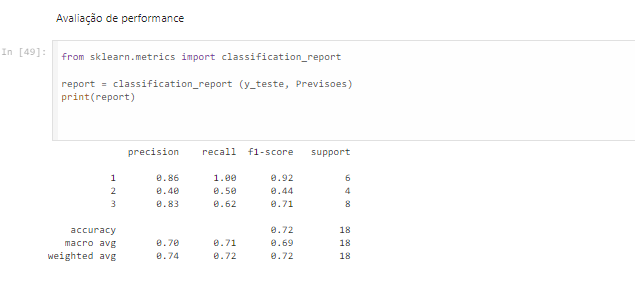 Avaliação de performance
In [49]:
from sklearn.metrics import classification_report
report = classification_report (y_teste, Previsoes)
print(report)
precision recall f1-score support
1 0.86 1.00 0.92 6
2 0.40 0.50 0.44 4
3 0.83 0.62 0.71 8
accuracy 0.72 18
macro avg 0.70 0.71 0.69 18
weighted avg 0.74 0.72 0.72 18